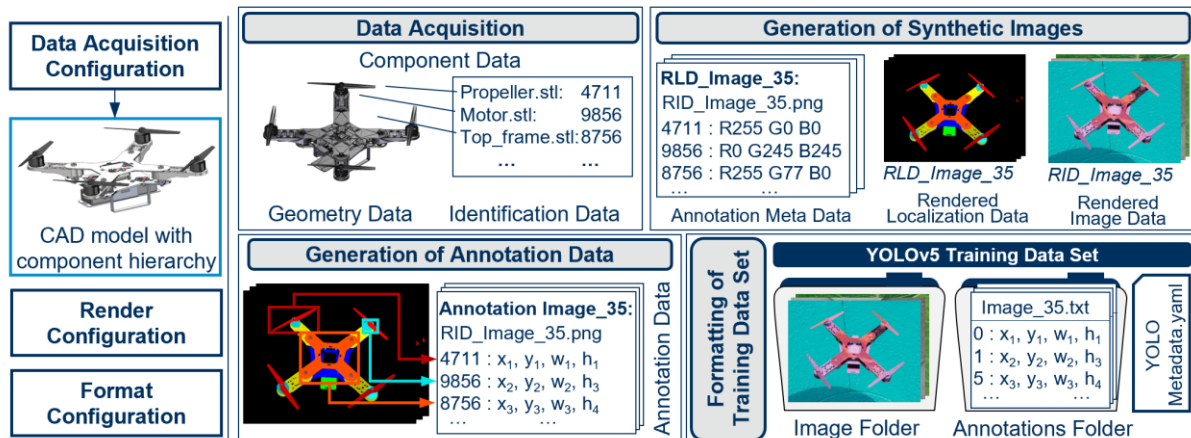 Data Acquisition
Configuration
CAD model with
component hierarchy
Render
Configuration
Format
Configuration
Data Acquisition
Component Data
Propeller.stl: 4711
Motor.stl: 9856
Top_frame.stl: 8756
... ...
Geometry Data
Identification Data
Generation of Synthetic Images
RLD_Image_35:
RID_Image_35.png
4711 : R255 G0 B0
9856 : R0 G245 B245
8756 : R255 G77 B0
... ...
Annotation Meta Data
RLD_Image_35
Rendered
Localization Data
RID_Image_35
Rendered
Image Data
Generation of Annotation Data
Annotation Image_35:
RID_Image_35.png
4711 : x₁, y₁, w₁, h₁
9856 : x₂, y₂, w₂, h₃
8756 : x₃, y₃, w₃, h₄
... ...
Annotation Data
Formatting of
Training Data Set
YOLOv5 Training Data Set
Image Folder
Image_35.txt
0 : x₁, y₁, w₁, h₁
1 : x₂, y₂, w₂, h₃
5 : x₃, y₃, w₃, h₄
... ...
Annotations Folder
YOLO
Metadata.yaml